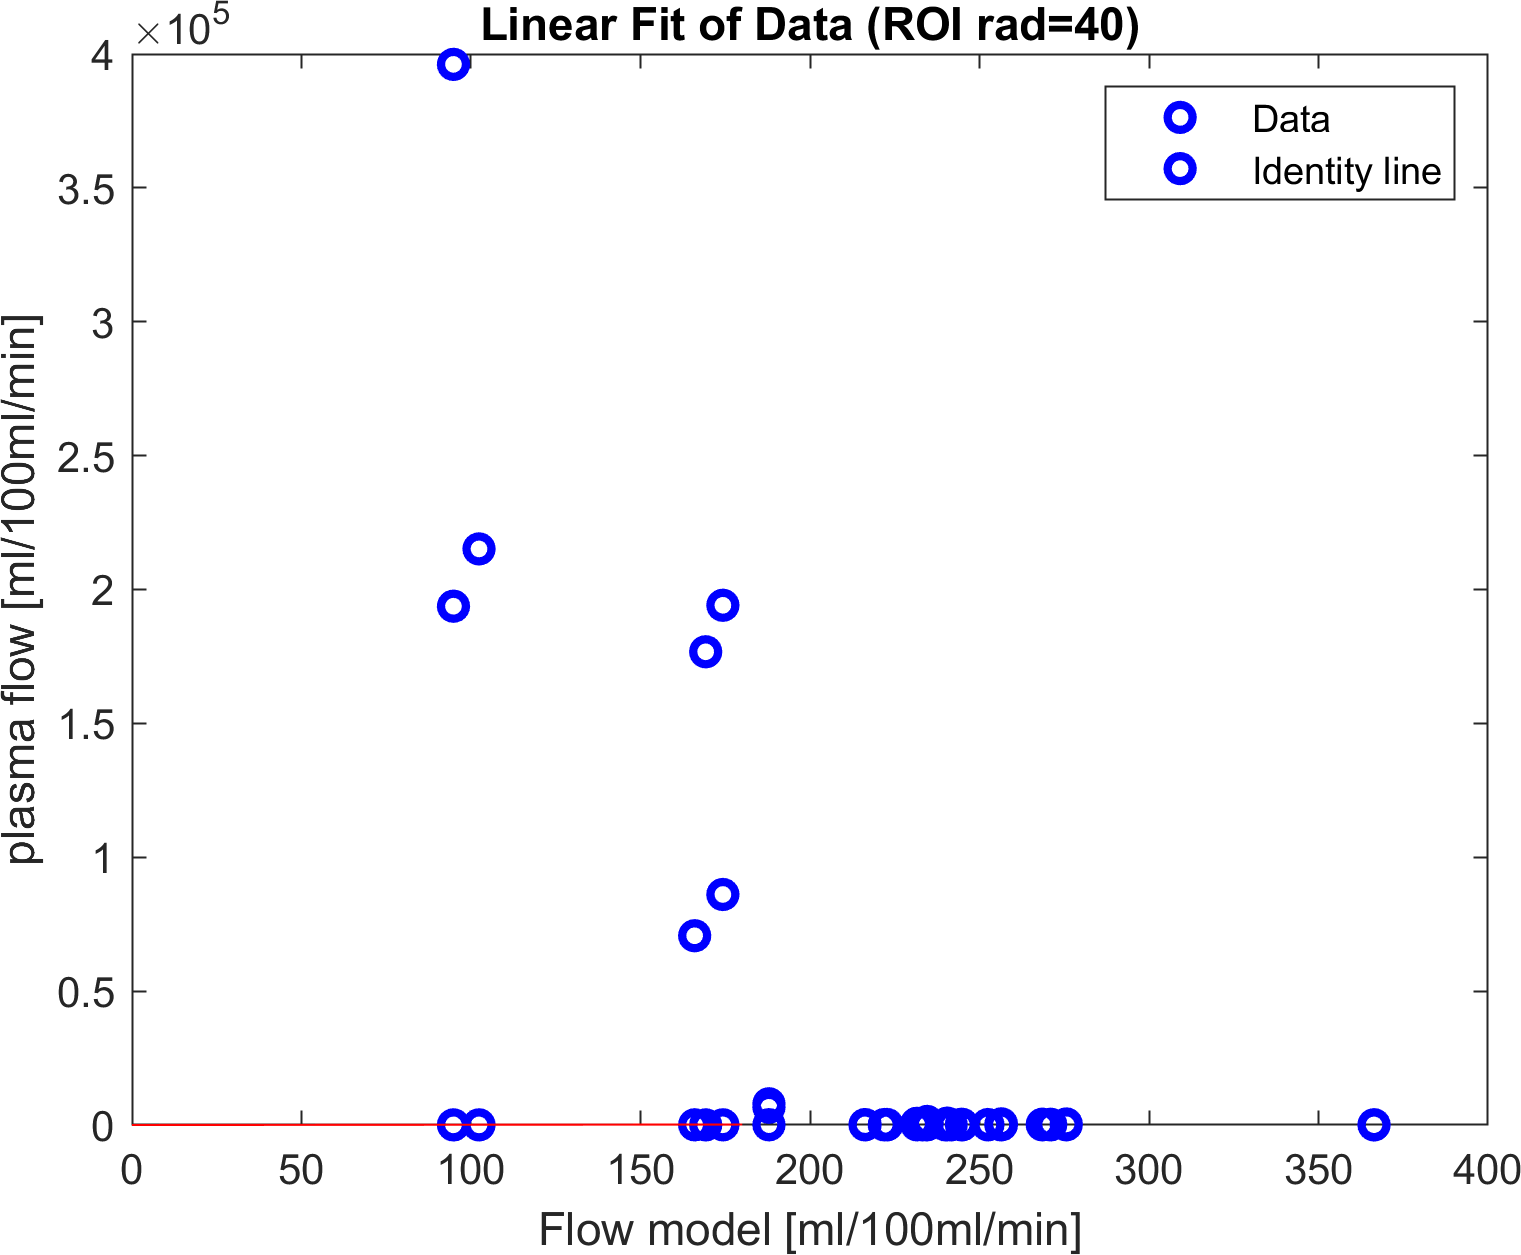 Linear Fit of Data (ROI rad=40)
×10⁵
4
3.5
3
2.5
2
1.5
1
0.5
0
plasma flow [ml/100ml/min]
Data
Identity line
0 50 100 150 200 250 300 350 400
Flow model [ml/100ml/min]